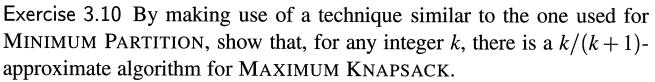 Exercise 3.10 By making use of a technique similar to the one used for
MINIMUM PARTITION, show that, for any integer k, there is a k/(k+1)-
approximate algorithm for MAXIMUM KNAPSACK.